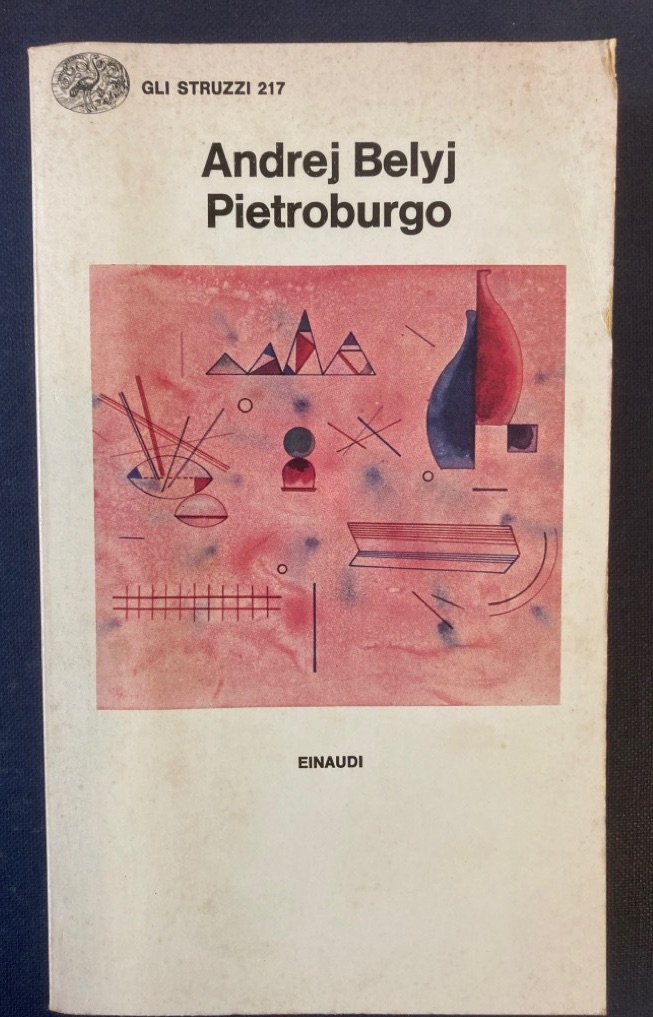 GLI STRUZZI 217
Andrej Belyj
Pietroburgo
EINAUDI